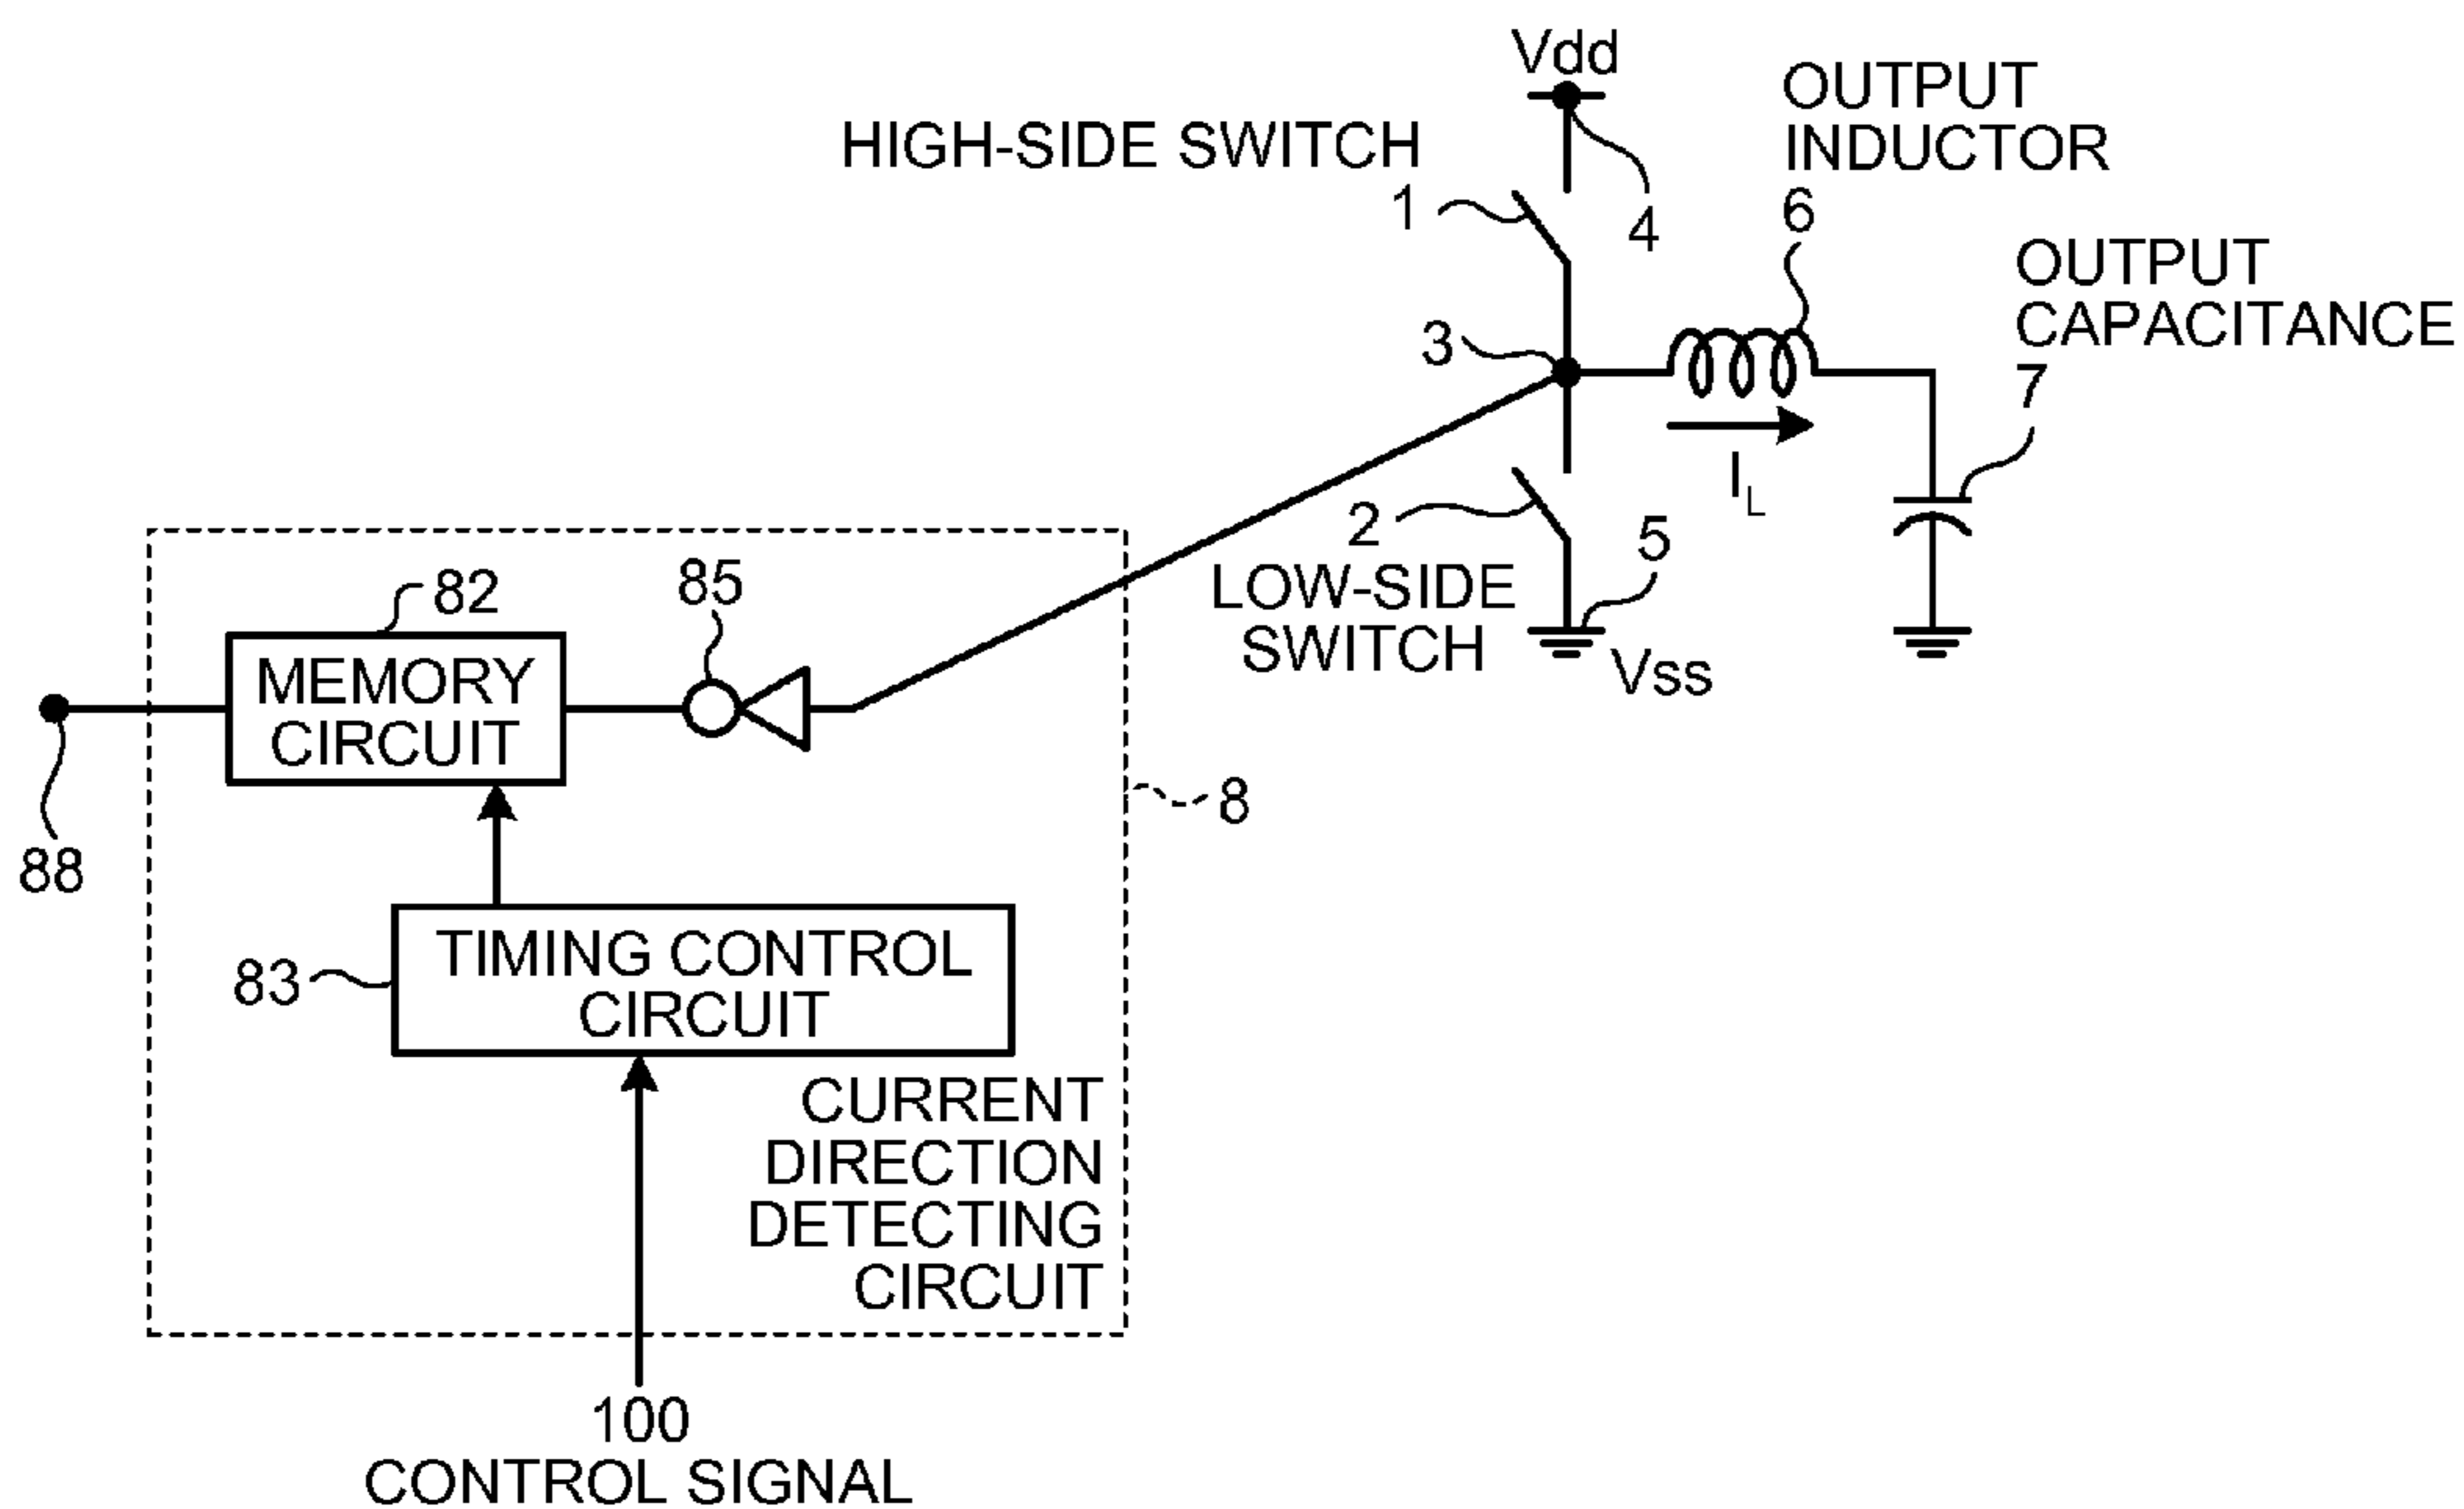 Vdd
OUTPUT
INDUCTOR
6
HIGH-SIDE SWITCH
1
4
OUTPUT
CAPACITANCE
7
3
I_L
2
LOW-SIDE
SWITCH
5
Vss
82
85
MEMORY
CIRCUIT
88
8
83
TIMING CONTROL
CIRCUIT
CURRENT
DIRECTION
DETECTING
CIRCUIT
100
CONTROL SIGNAL